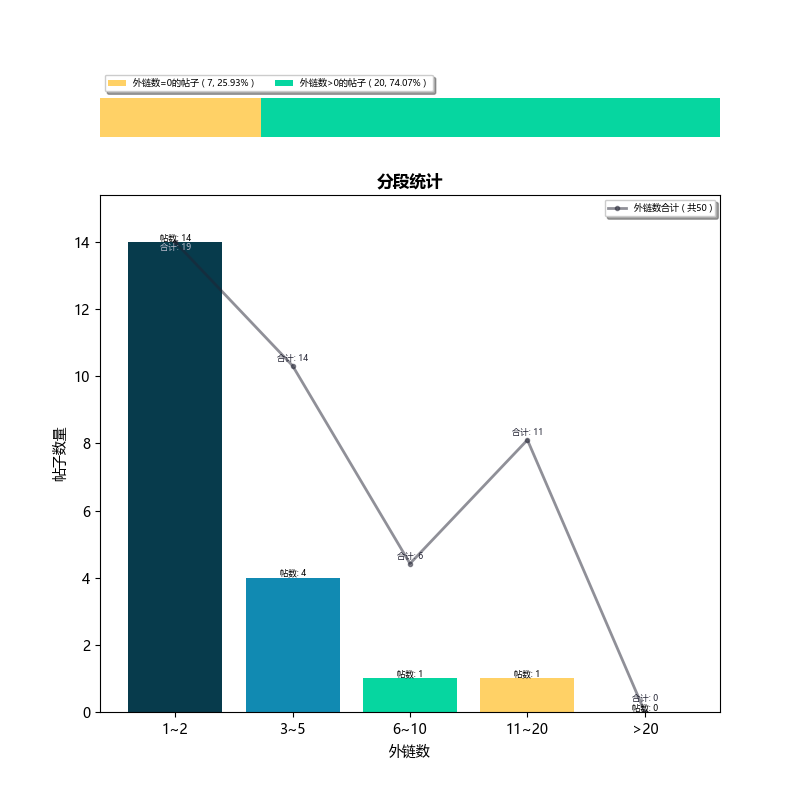 外链数=0的帖子 ( 7, 25.93% ) 外链数>0的帖子 ( 20, 74.07% )
分段统计
外链数合计 ( 共50 )
帖数: 14
合计: 19
合计: 14
合计: 11
合计: 6
帖数: 4
帖数: 1
帖数: 1
合计: 0
帖数: 0
14
12
10
8
6
4
2
0
帖子数量
1~2 3~5 6~10 11~20 >20
外链数